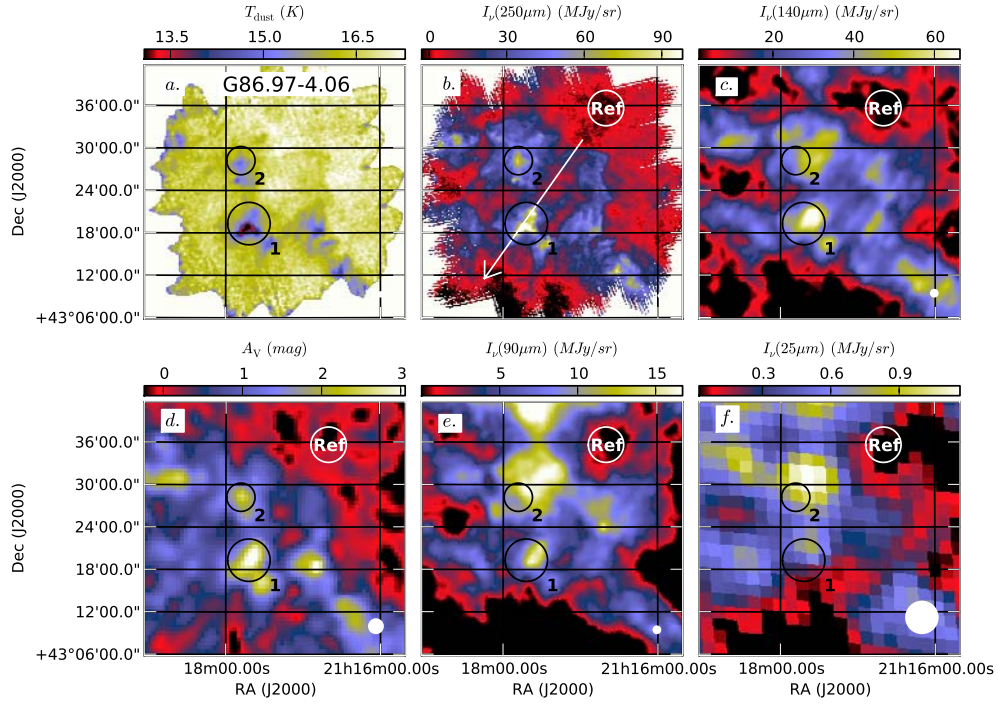 T_dust (K)
13.5 15.0 16.5
I_ν(250μm) (MJy/sr)
0 30 60 90
I_ν(140μm) (MJy/sr)
20 40 60
Dec (J2000)
36'00.0"
30'00.0"
24'00.0"
18'00.0"
12'00.0"
+43°06'00.0"
a.
G86.97-4.06
2
1
b.
Ref
2
1
c.
Ref
2
1
A_V (mag)
0 1 2 3
I_ν(90μm) (MJy/sr)
5 10 15
I_ν(25μm) (MJy/sr)
0.3 0.6 0.9
Dec (J2000)
36'00.0"
30'00.0"
24'00.0"
18'00.0"
12'00.0"
+43°06'00.0"
d.
Ref
2
1
e.
Ref
2
1
f.
Ref
2
1
18m00.00s 21h16m00.00s 18m00.00s 21h16m00.00s 18m00.00s 21h16m00.00s
RA (J2000) RA (J2000) RA (J2000)